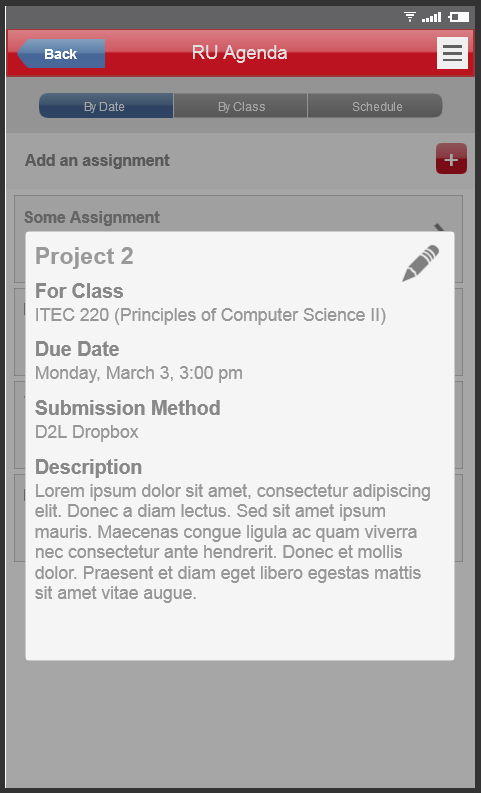 Back
RU Agenda
By Date
By Class
Schedule
Add an assignment
+
Some Assignment
Project 2
For Class
ITEC 220 (Principles of Computer Science II)
Due Date
Monday, March 3, 3:00 pm
Submission Method
D2L Dropbox
Description
Lorem ipsum dolor sit amet, consectetur adipiscing
elit. Donec a diam lectus. Sed sit amet ipsum
mauris. Maecenas congue ligula ac quam viverra
nec consectetur ante hendrerit. Donec et mollis
dolor. Praesent et diam eget libero egestas mattis
sit amet vitae augue.